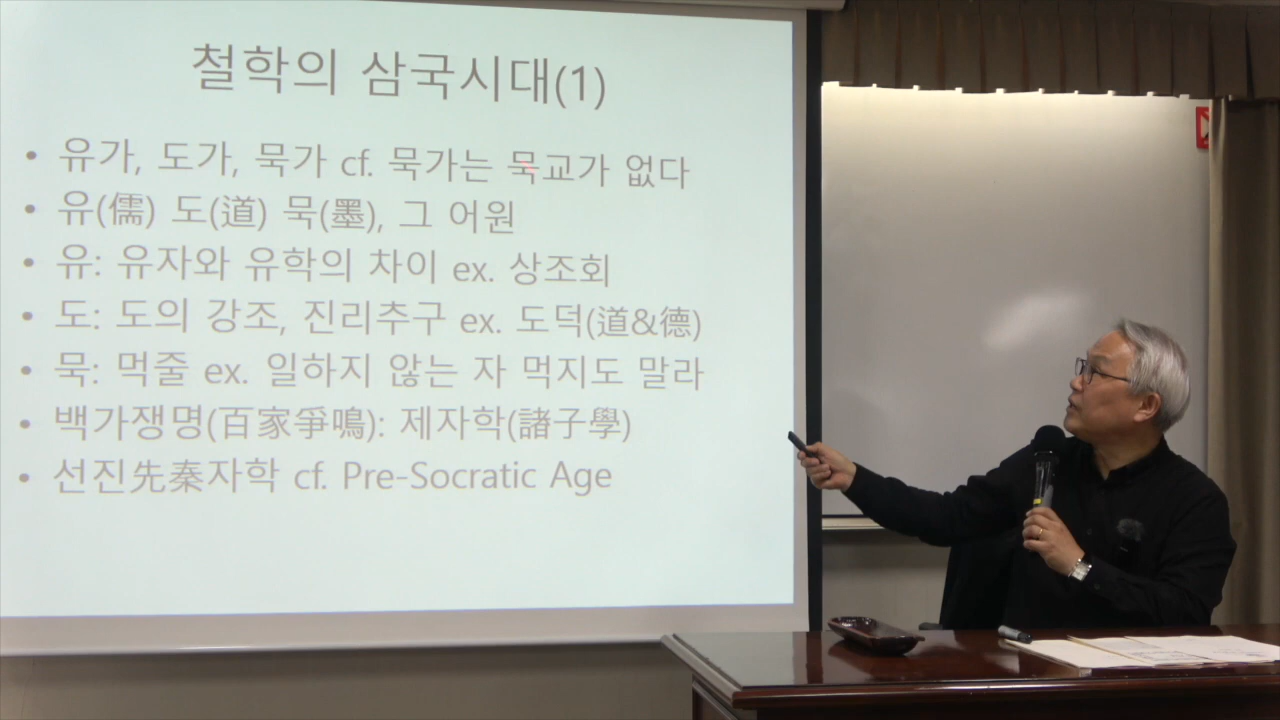 철학의 삼국시대(1)
• 유가, 도가, 묵가 cf. 묵가는 묵교가 없다
• 유(儒) 도(道) 묵(墨), 그 어원
• 유: 유자와 유학의 차이 ex. 상조회
• 도: 도의 강조, 진리추구 ex. 도덕(道&德)
• 묵: 먹줄 ex. 일하지 않는 자 먹지도 말라
• 백가쟁명(百家爭鳴): 제자학(諸子學)
• 선진先秦자학 cf. Pre-Socratic Age